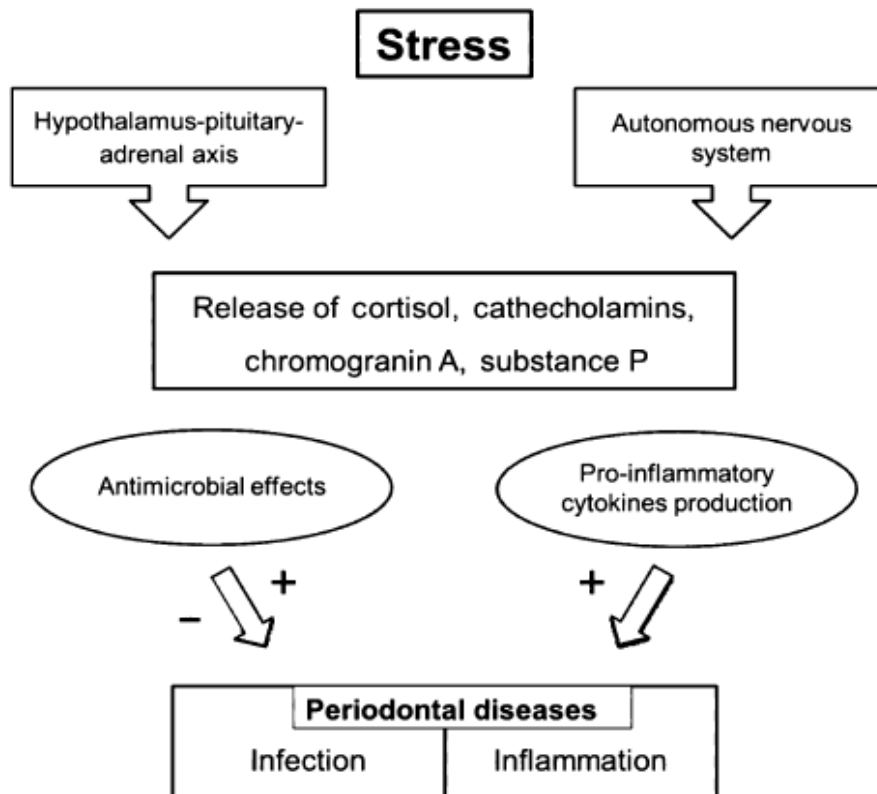 Stress
Hypothalamus-pituitary-
adrenal axis
Autonomous nervous
system
Release of cortisol, cathecholamins,
chromogranin A, substance P
Antimicrobial effects
Pro-inflammatory
cytokines production
+
−
+
Periodontal diseases
Infection
Inflammation